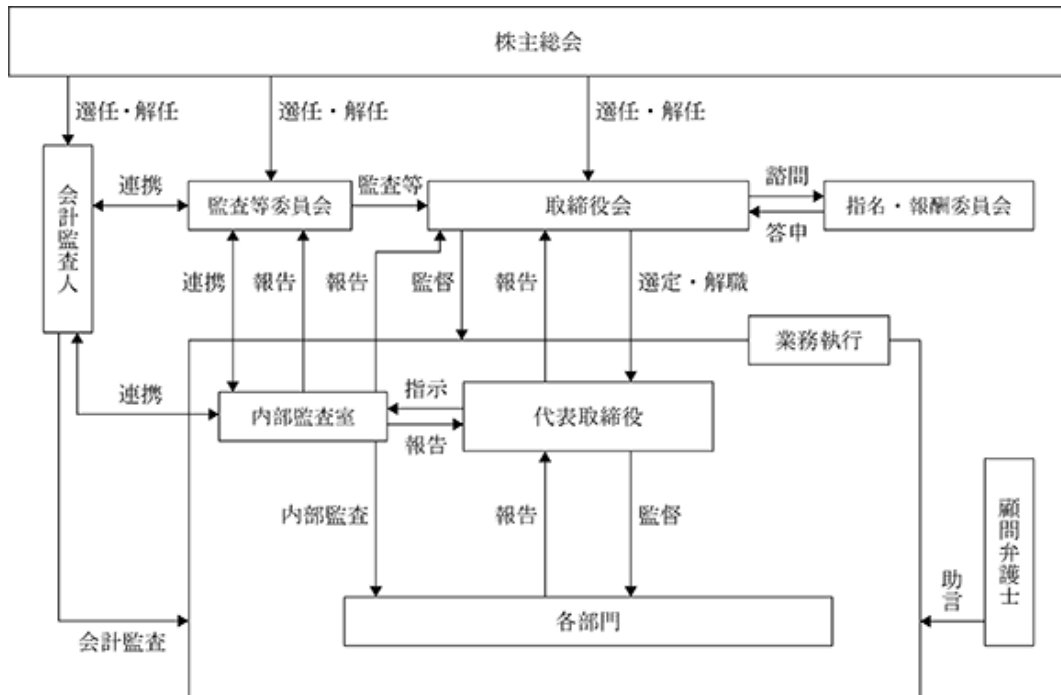 株主総会
選任・解任
選任・解任
選任・解任
会計監査人
連携
監査等委員会
監査等
取締役会
諮問
答申
指名・報酬委員会
連携
報告
報告
監督
報告
選定・解職
業務執行
連携
内部監査室
指示
報告
代表取締役
内部監査
報告
監督
顧問弁護士
助言
会計監査
各部門